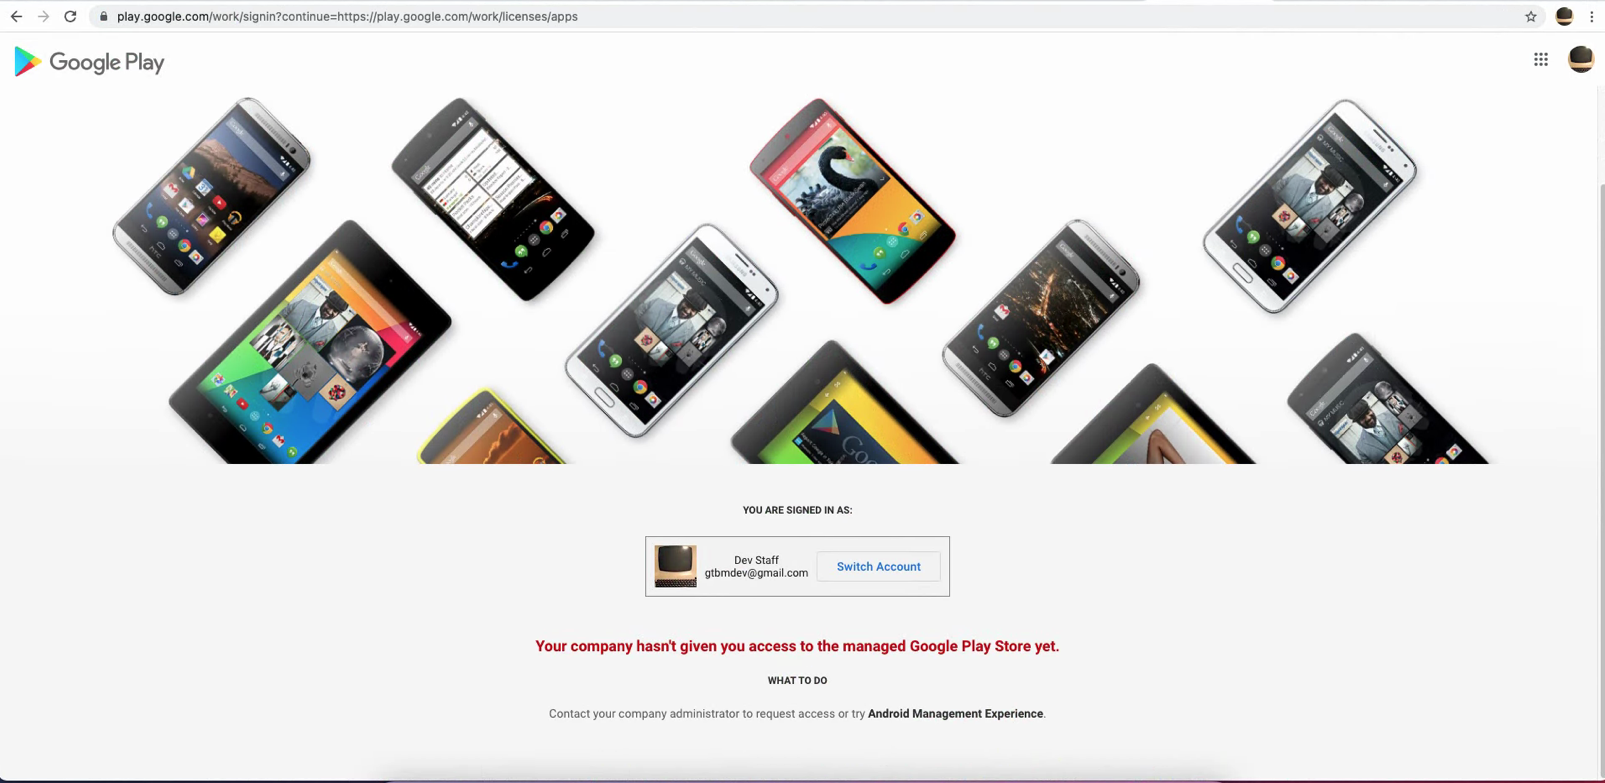 play.google.com/work/signin?continue=https://play.google.com/work/licenses/apps
Google Play
YOU ARE SIGNED IN AS:
Dev Staff
gtbmdev@gmail.com
Switch Account
Your company hasn't given you access to the managed Google Play Store yet.
WHAT TO DO
Contact your company administrator to request access or try Android Management Experience.